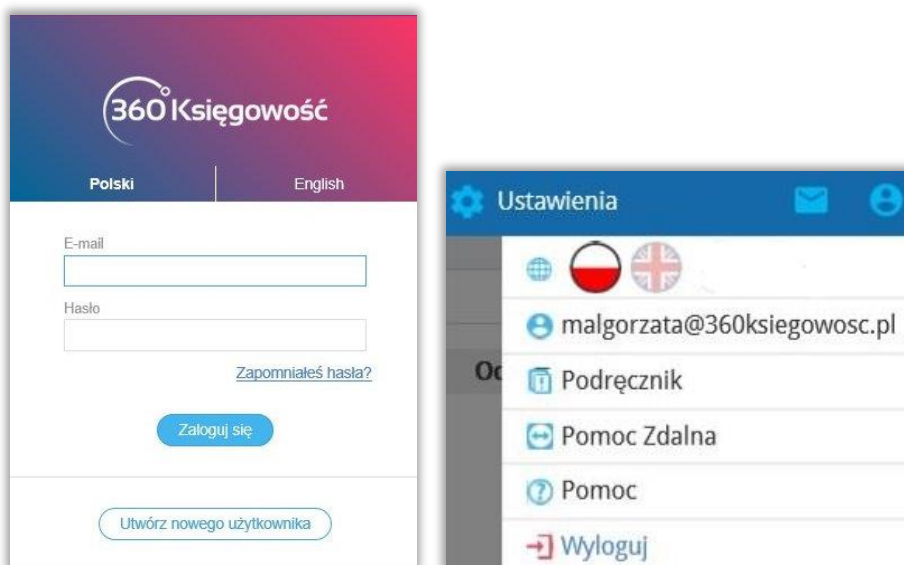 360 Księgowość
Polski
English
E-mail
Hasło
Zapomniałeś hasła?
Zaloguj się
Utwórz nowego użytkownika
Ustawienia
malgorzata@360ksiegowosc.pl
Od
Podręcznik
Pomoc Zdalna
Pomoc
Wyloguj